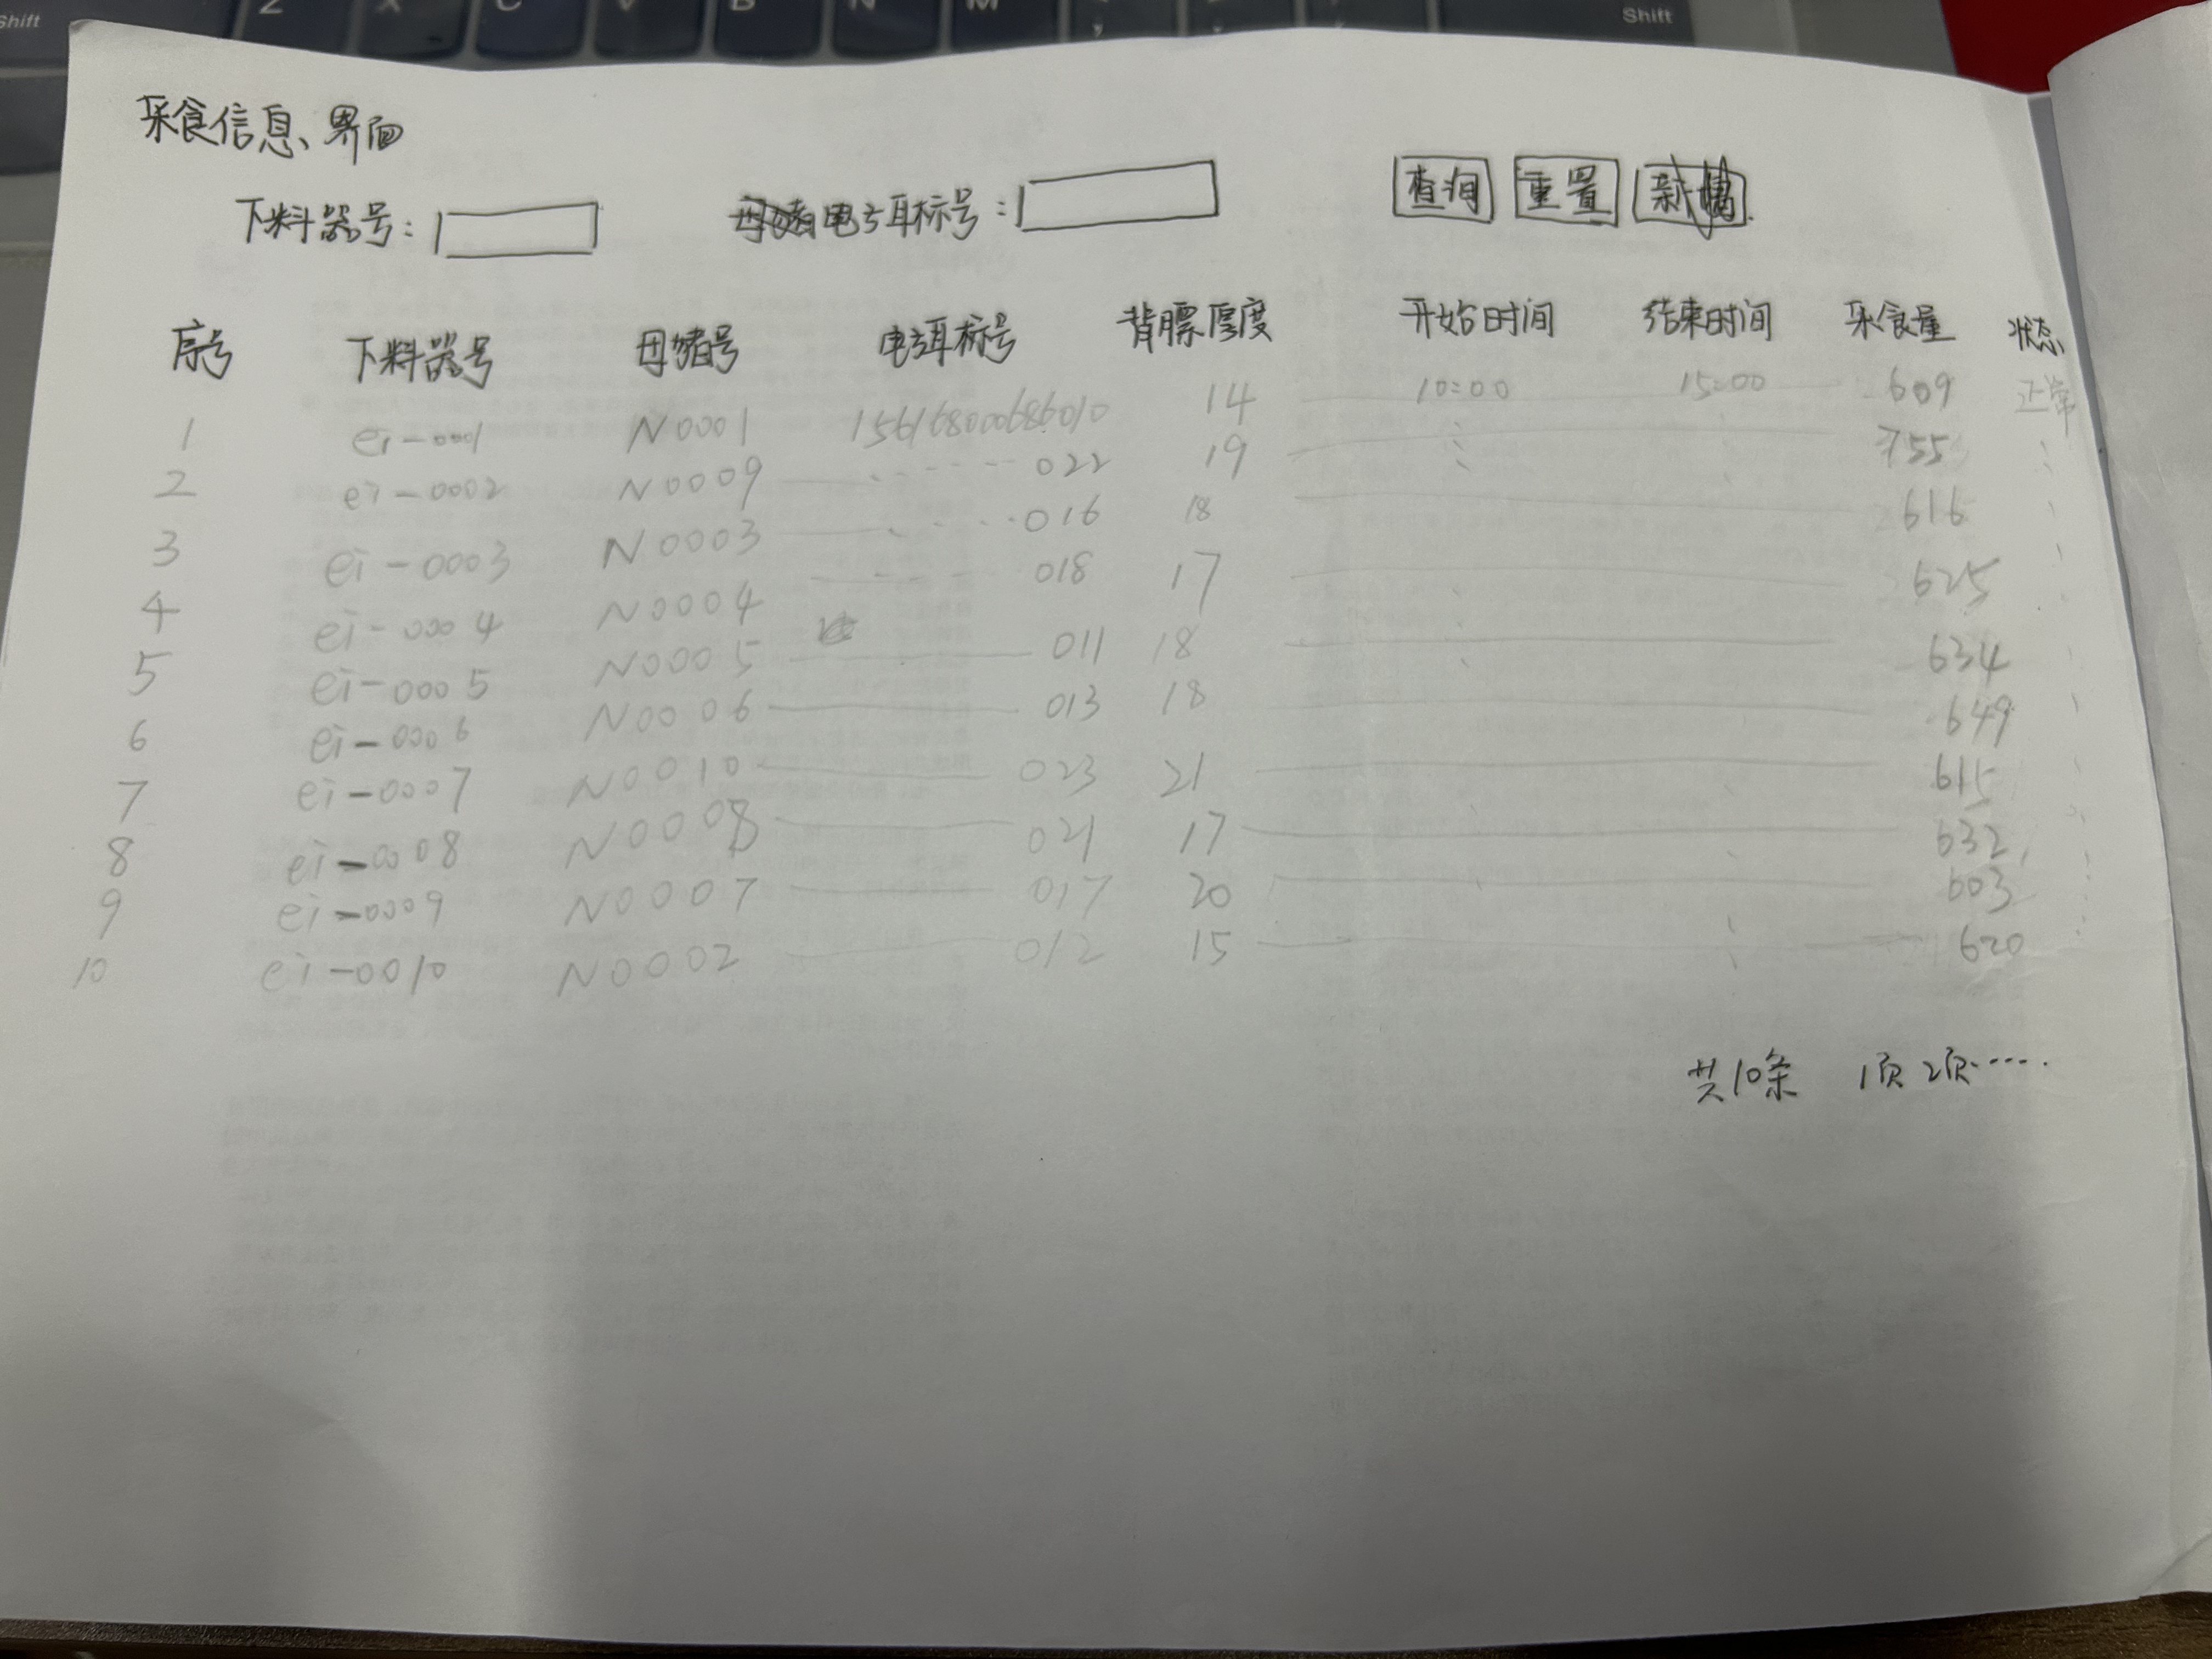 Shift Z X C V B N M Shift
采食信息界面
下料器号: 电子耳标号: 查询 重置
序号 下料器号 母猪号 电子耳标号 背膘厚度 开始时间 结束时间 采食量 状态
1 ei-0001 N0001 15616800686010 14 10:00 15:00 609 正常
2 ei-0002 N0009 022 19 755
3 ei-0003 N0003 016 18 616
4 ei-0004 N0004 018 17 625
5 ei-0005 N0005 011 18 634
6 ei-0006 N0006 013 18 649
7 ei-0007 N0010 023 21 615
8 ei-0008 N0008 021 17 632
9 ei-0009 N0007 017 20 603
10 ei-0010 N0002 012 15 620
共10条 1页 2页······